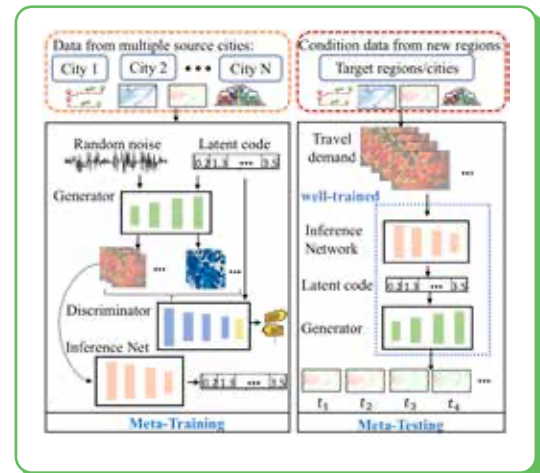 Data from multiple source cities:
City 1 City 2 ••• City N
Random noise Latent code
0.2 1.3 ••• 3.5
Generator
•••
•••
Discriminator
Inference Net
0.2 1.3 ••• 3.5
Meta-Training
Condition data from new regions
Target regions/cities
Travel
demand
•••
well-trained
Inference
Network
Latent code
0.2 1.3 ••• 3.5
Generator
•••
t1 t2 t3 t4
Meta-Testing